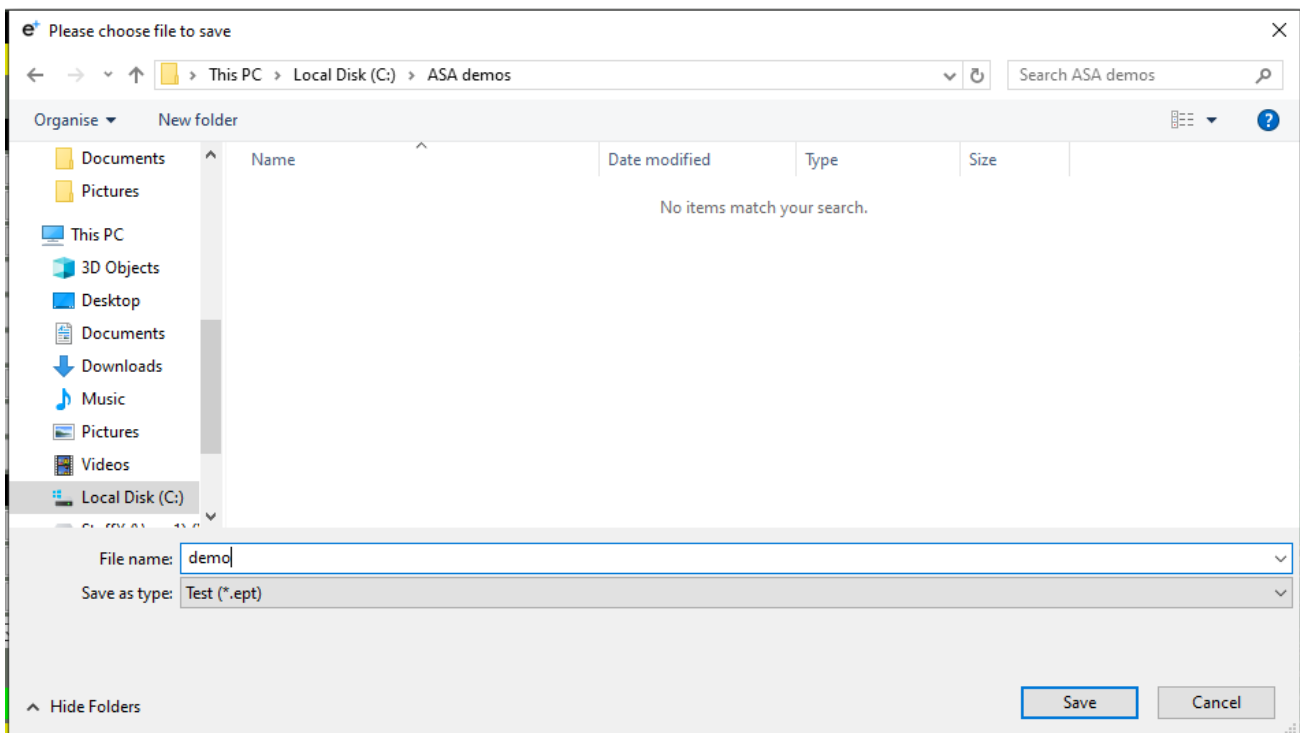 e+ Please choose file to save
This PC > Local Disk (C:) > ASA demos
Search ASA demos
Organise
New folder
Name
Date modified
Type
Size
No items match your search.
Documents
Pictures
This PC
3D Objects
Desktop
Documents
Downloads
Music
Pictures
Videos
Local Disk (C:)
File name: demo
Save as type: Test (*.ept)
Hide Folders
Save
Cancel